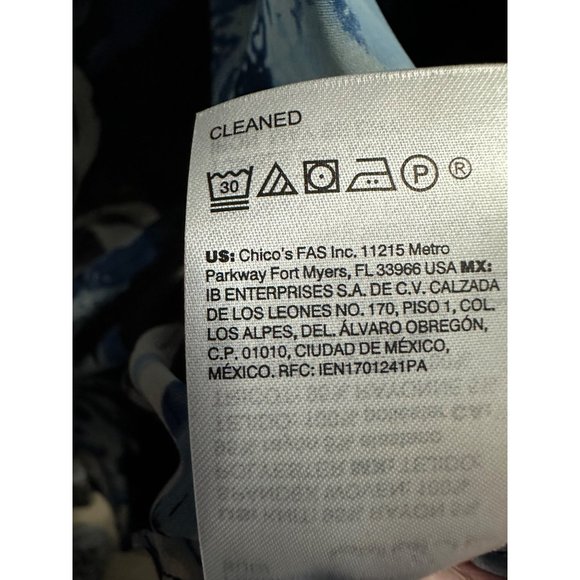 CLEANED
30 P ®
US: Chico's FAS Inc. 11215 Metro
Parkway Fort Myers, FL 33966 USA MX:
IB ENTERPRISES S.A. DE C.V. CALZADA
DE LOS LEONES NO. 170, PISO 1, COL.
LOS ALPES, DEL. ÁLVARO OBREGÓN,
C.P. 01010, CIUDAD DE MÉXICO,
MÉXICO. RFC: IEN1701241PA